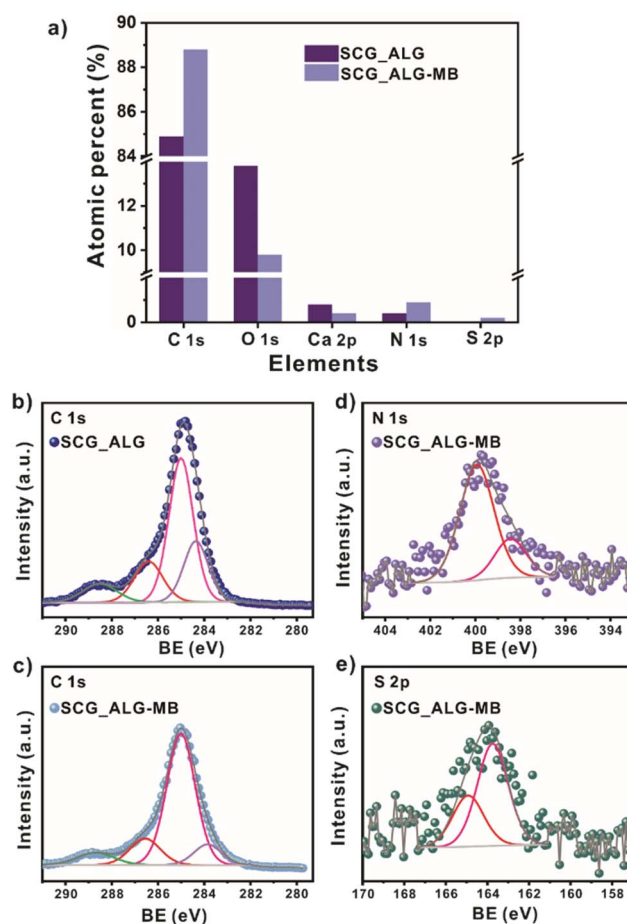 a)
90
88
86
84
12
10
0
Atomic percent (%)
SCG_ALG
SCG_ALG-MB
C 1s
O 1s
Ca 2p
N 1s
S 2p
Elements
b)
C 1s
SCG_ALG
Intensity (a.u.)
290
288
286
284
282
280
BE (eV)
d)
N 1s
SCG_ALG-MB
Intensity (a.u.)
404
402
400
398
396
394
BE (eV)
c)
C 1s
SCG_ALG-MB
Intensity (a.u.)
290
288
286
284
282
280
BE (eV)
e)
S 2p
SCG_ALG-MB
Intensity (a.u.)
170
168
165
162
160
158
BE (eV)